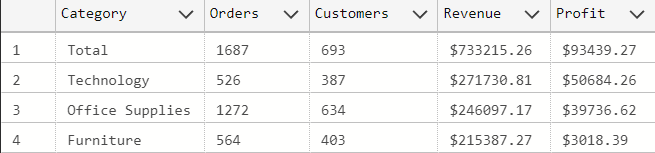 Category Orders Customers Revenue Profit
1 Total 1687 693 $733215.26 $93439.27
2 Technology 526 387 $271730.81 $50684.26
3 Office Supplies 1272 634 $246097.17 $39736.62
4 Furniture 564 403 $215387.27 $3018.39